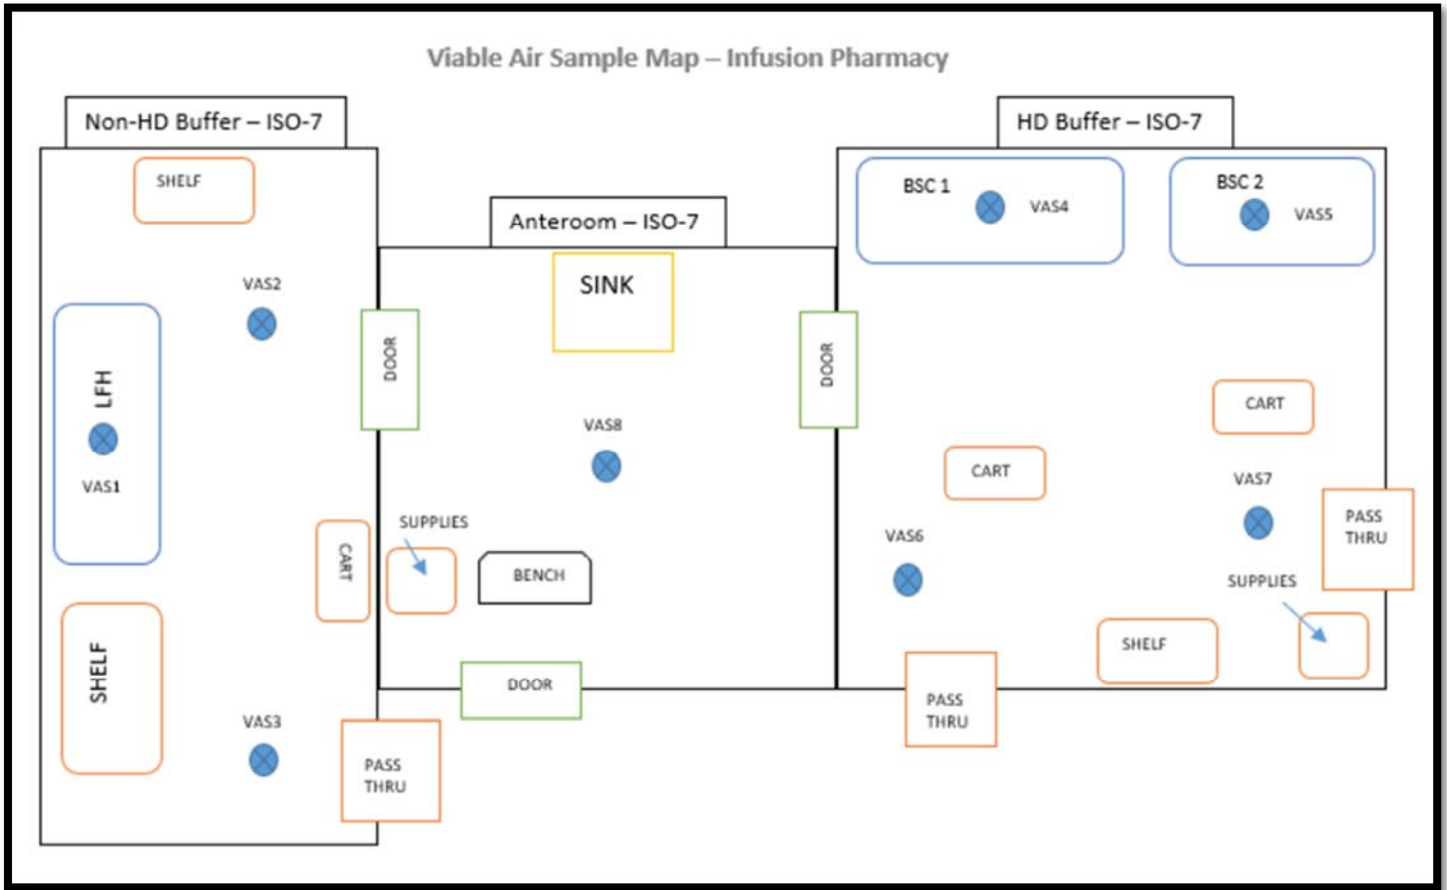 Viable Air Sample Map – Infusion Pharmacy
Non-HD Buffer – ISO-7
SHELF
VAS2
LFH
VAS1
CART
SHELF
VAS3
PASS
THRU
DOOR
Anteroom – ISO-7
SINK
VAS8
SUPPLIES
BENCH
DOOR
DOOR
HD Buffer – ISO-7
BSC 1
VAS4
BSC 2
VAS5
CART
CART
VAS7
PASS
THRU
VAS6
SUPPLIES
SHELF
PASS
THRU